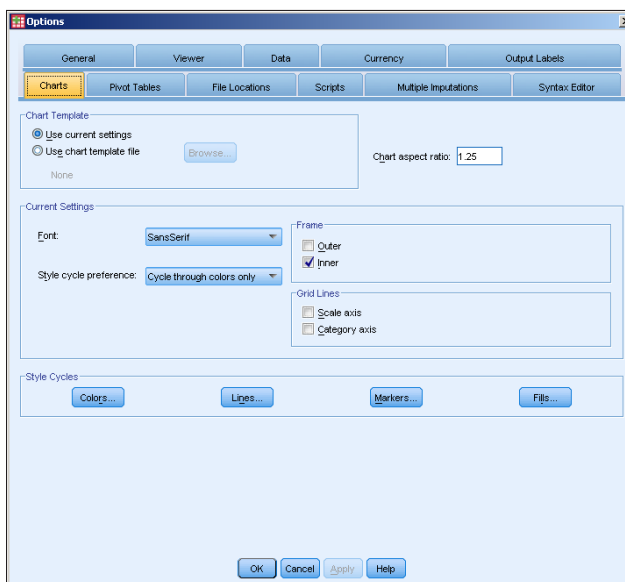 Options
General Viewer Data Currency Output Labels
Charts Pivot Tables File Locations Scripts Multiple Imputations Syntax Editor
Chart Template
Use current settings
Use chart template file Browse...
None
Chart aspect ratio: 1.25
Current Settings
Font: SansSerif
Style cycle preference: Cycle through colors only
Frame
Outer
Inner
Grid Lines
Scale axis
Category axis
Style Cycles
Colors... Lines... Markers... Fills...
OK Cancel Apply Help